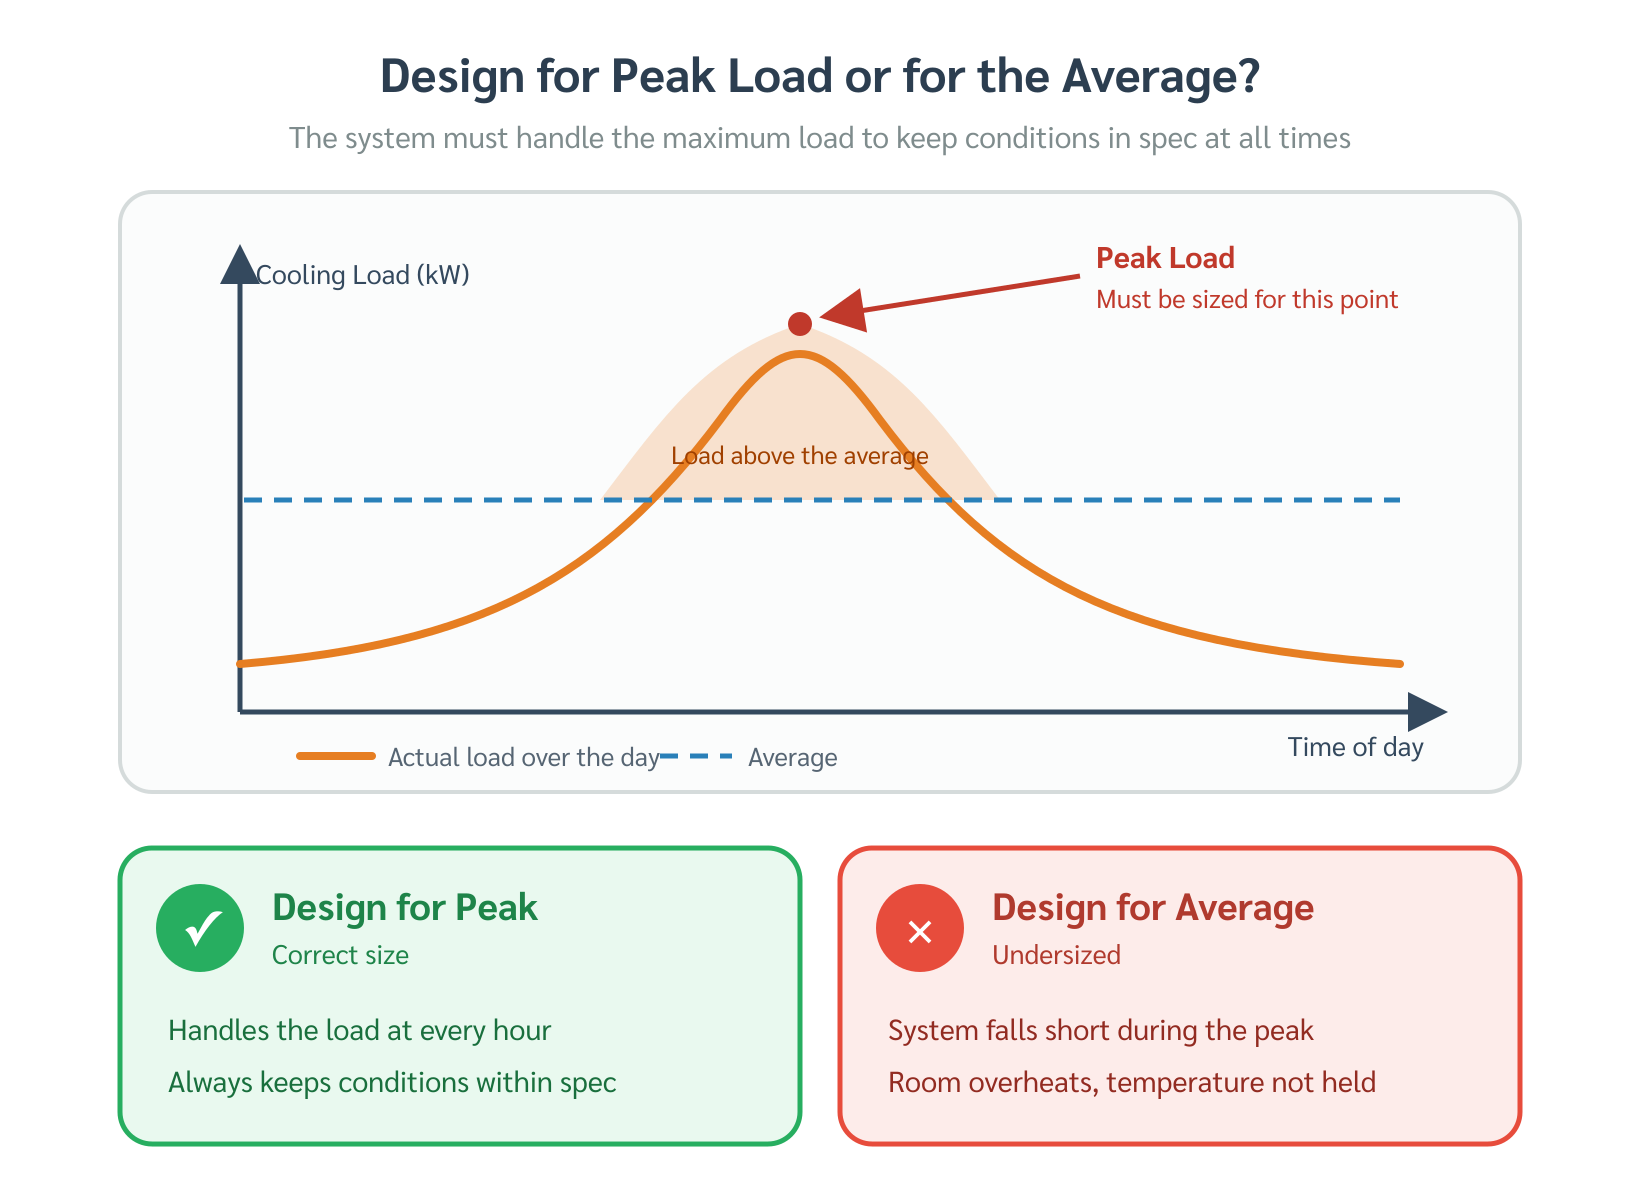 Design for Peak Load or for the Average?
The system must handle the maximum load to keep conditions in spec at all times
Cooling Load (kW)
Peak Load
Must be sized for this point
Load above the average
Time of day
Actual load over the day
Average
✓
Design for Peak
Correct size
Handles the load at every hour
Always keeps conditions within spec
×
Design for Average
Undersized
System falls short during the peak
Room overheats, temperature not held